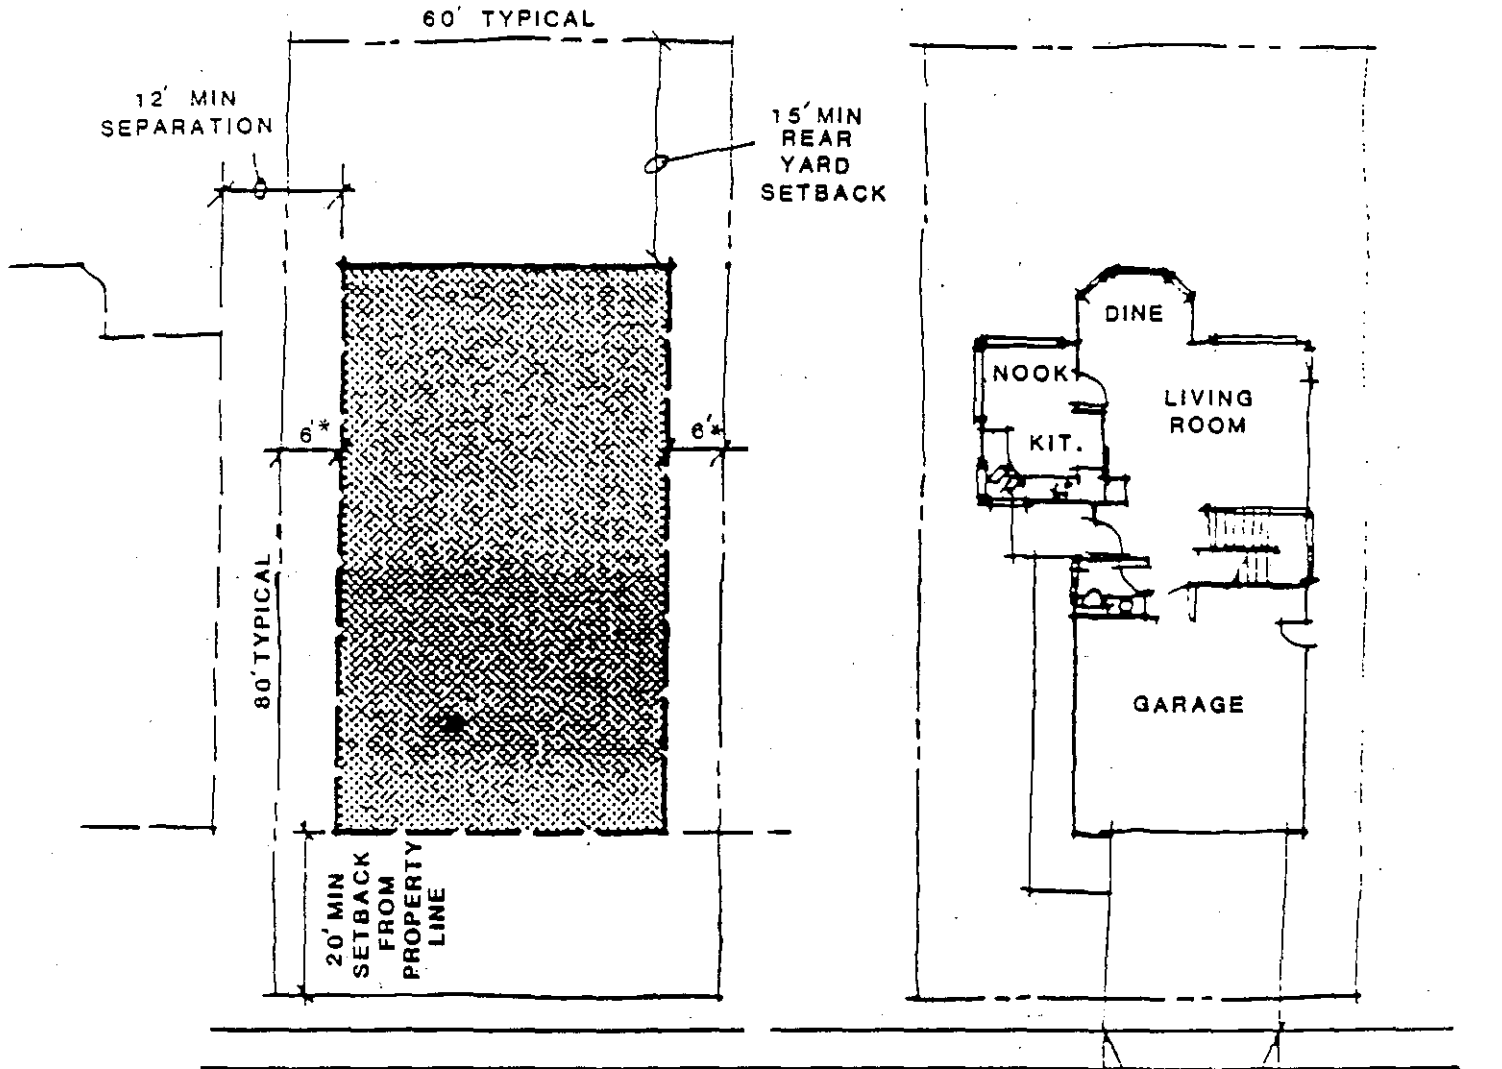 60' TYPICAL
12' MIN
SEPARATION
15' MIN
REAR
YARD
SETBACK
6'*
6'*
80' TYPICAL
20' MIN
SETBACK
FROM
PROPERTY
LINE
DINE
NOOK
LIVING
ROOM
KIT.
GARAGE